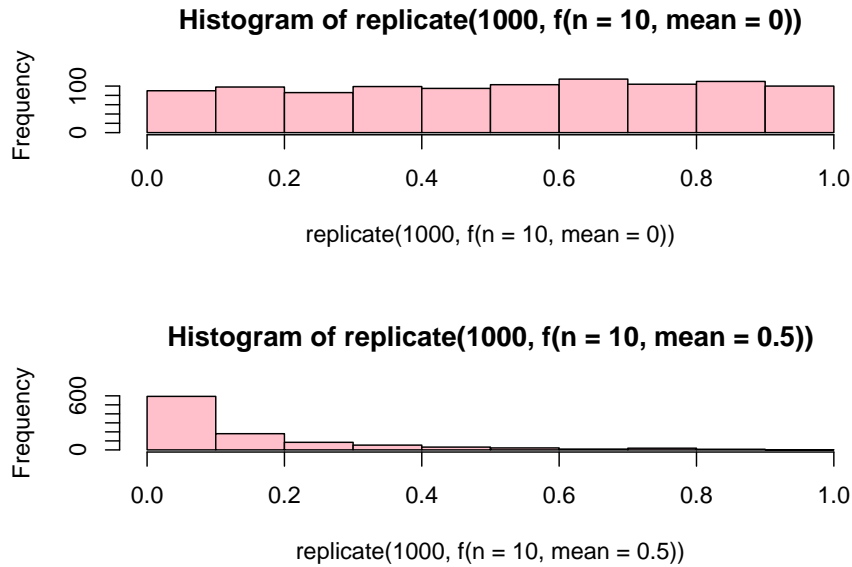 Histogram of replicate(1000, f(n = 10, mean = 0))
Frequency
100
0
0.0 0.2 0.4 0.6 0.8 1.0
replicate(1000, f(n = 10, mean = 0))
Histogram of replicate(1000, f(n = 10, mean = 0.5))
Frequency
600
0
0.0 0.2 0.4 0.6 0.8 1.0
replicate(1000, f(n = 10, mean = 0.5))